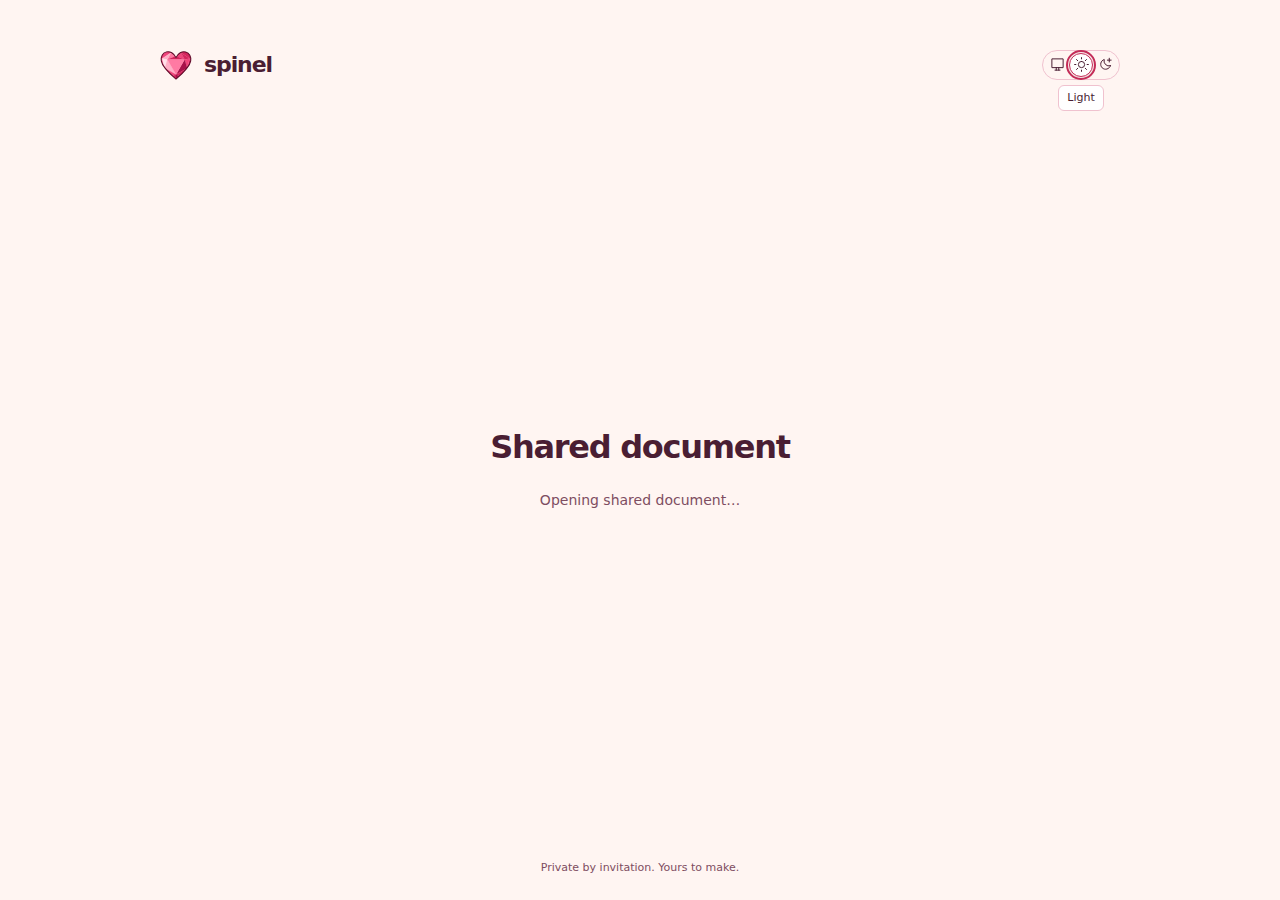 spinel
Light
Shared document
Opening shared document…
Private by invitation. Yours to make.